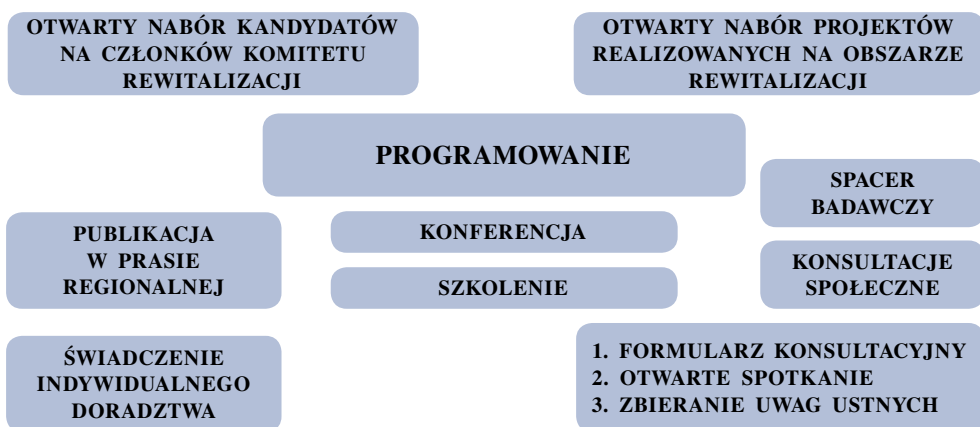 OTWARTY NABÓR KANDYDATÓW
NA CZŁONKÓW KOMITETU
REWITALIZACJI
OTWARTY NABÓR PROJEKTÓW
REALIZOWANYCH NA OBSZARZE
REWITALIZACJI
PROGRAMOWANIE
SPACER
BADAWCZY
PUBLIKACJA
W PRASIE
REGIONALNEJ
KONFERENCJA
SZKOLENIE
KONSULTACJE
SPOŁECZNE
ŚWIADCZENIE
INDYWIDUALNEGO
DORADZTWA
1. FORMULARZ KONSULTACYJNY
2. OTWARTE SPOTKANIE
3. ZBIERANIE UWAG USTNYCH